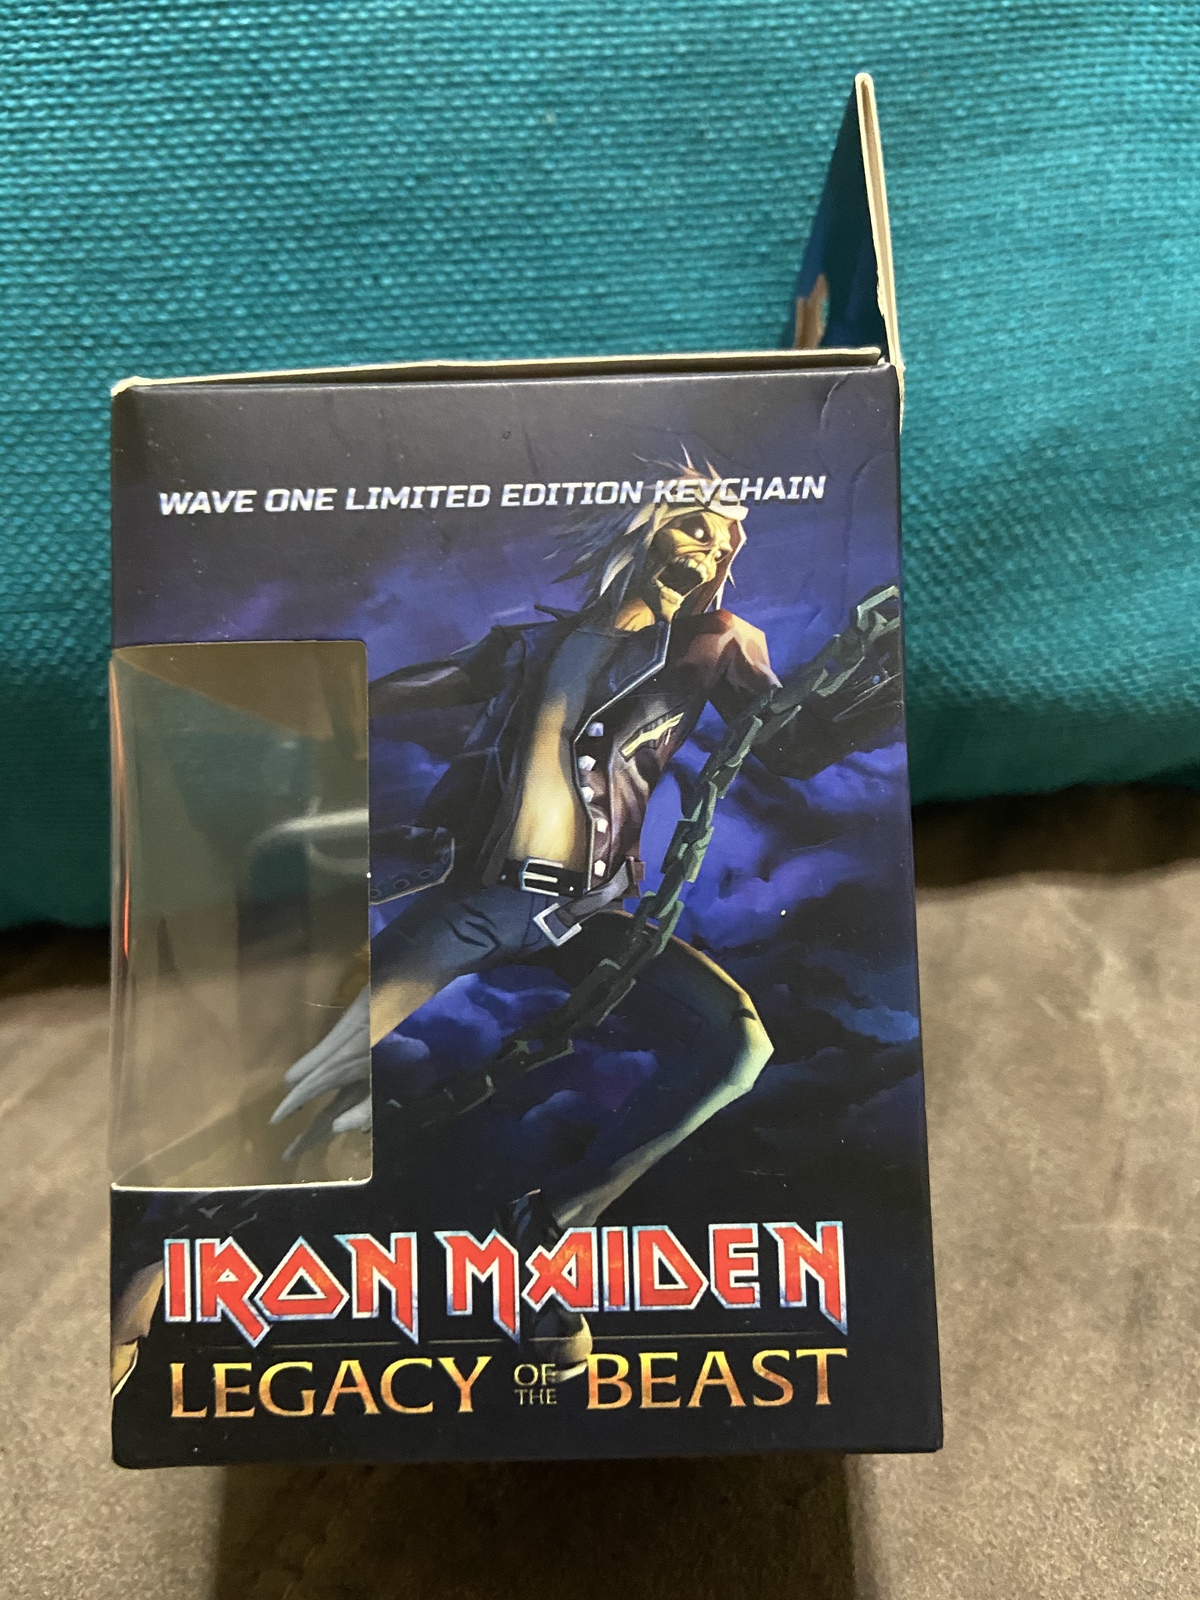 WAVE ONE LIMITED EDITION KEYCHAIN
IRON MAIDEN
LEGACY OF THE BEAST